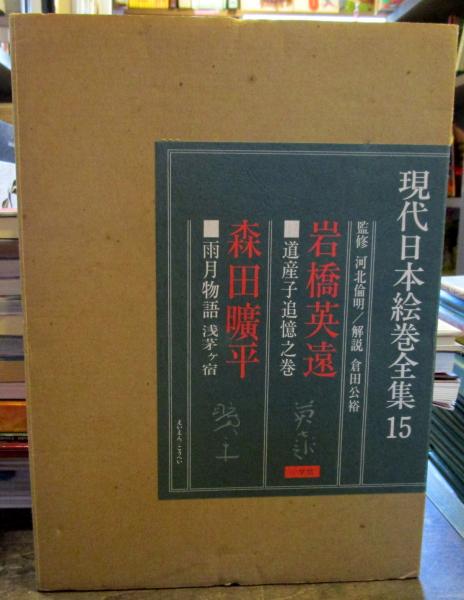 現代日本絵巻全集 15
監修 河北倫明/解説 倉田公裕
岩橋英遠
■道産子追憶之巻
森田曠平
■雨月物語 浅茅ヶ宿
小学館